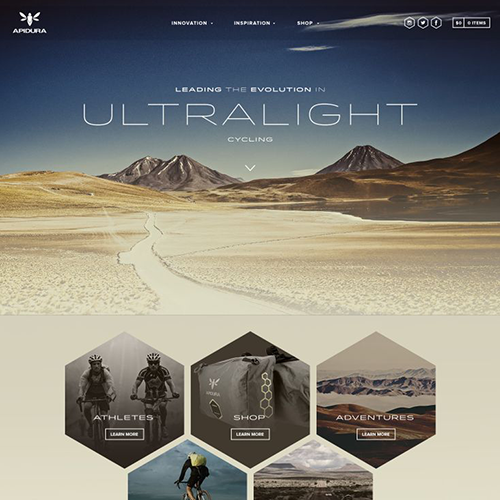 APIDURA
INNOVATION INSPIRATION SHOP
$0 0 ITEMS
LEADING THE EVOLUTION IN
ULTRALIGHT
CYCLING
ATHLETES
LEARN MORE
APIDURA
SHOP
LEARN MORE
ADVENTURES
LEARN MORE